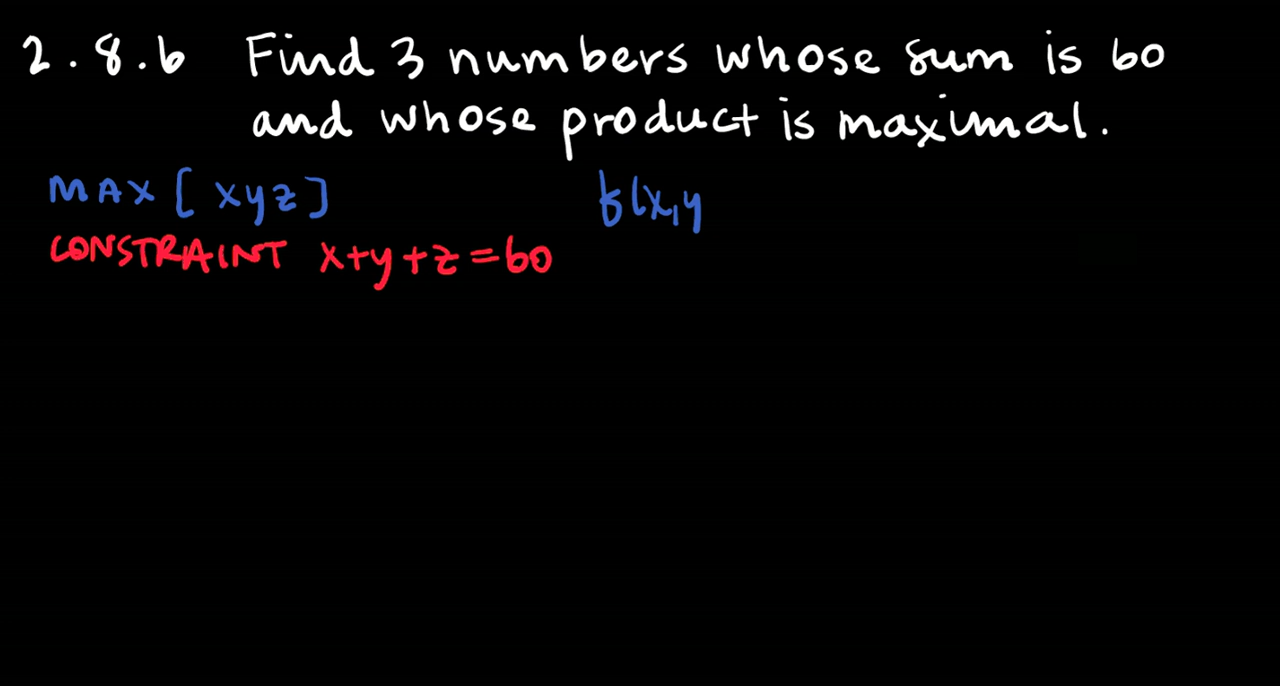 2.8.6 Find 3 numbers whose sum is 60
and whose product is maximal.
MAX [xyz] f(x,y
CONSTRAINT x+y+z=60